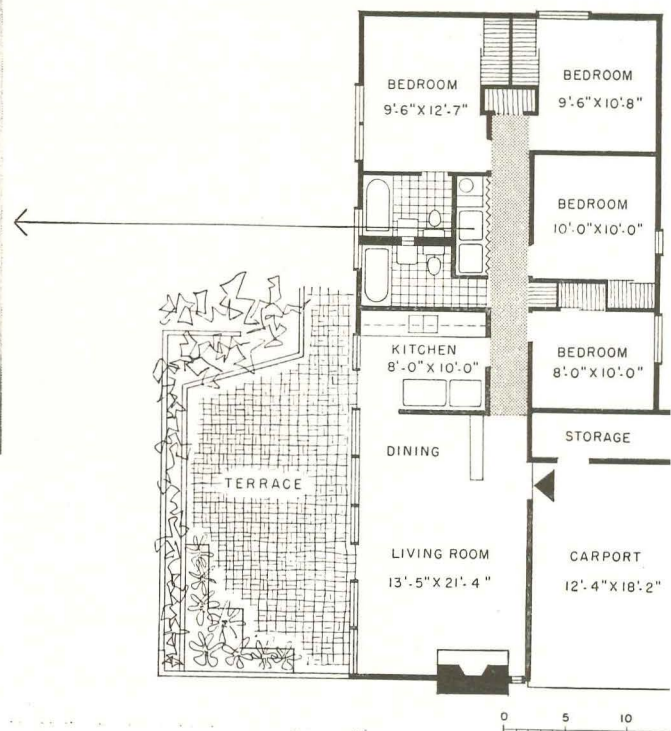 BEDROOM
9'-6"X12'-7"
BEDROOM
9'-6"X10'-8"
BEDROOM
10'-0"X10'-0"
KITCHEN
8'-0"X10'-0"
BEDROOM
8'-0"X10'-0"
DINING
STORAGE
TERRACE
LIVING ROOM
13'-5"X21'-4"
CARPORT
12'-4"X18'-2"
0 5 10